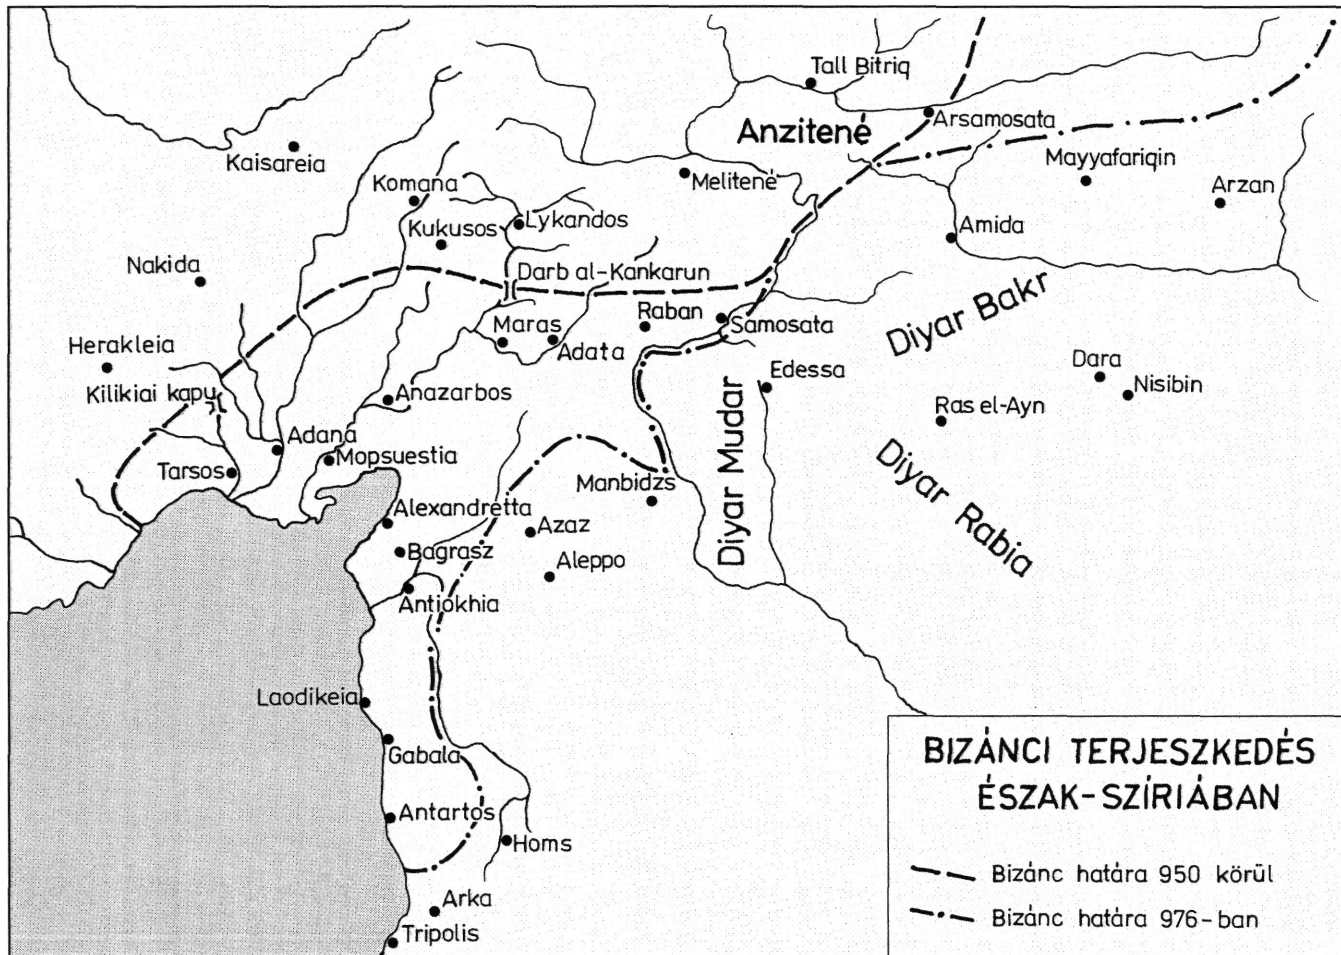 Tall Bitriq
Arsamosata
Anzitené
Kaisareia
Mayyafariqin
Melitené
Komana
Arzan
Lykandos
Kukusos
Amida
Nakida
Darb al-Kankarun
Raban
Samosata
Diyar Bakr
Maras
Adata
Herakleia
Dara
Nisibin
Edessa
Kilikiai kapu
Anazarbos
Ras el-Ayn
Diyar Mudar
Adana
Mopsuestia
Tarsos
Manbidzs
Diyar Rabia
Alexandretta
Azaz
Bagrasz
Aleppo
Antiokhia
Laodikeia
Gabala
Antartos
Homs
Arka
Tripolis
BIZÁNCI TERJESZKEDÉS
ÉSZAK-SZÍRIÁBAN
Bizánc határa 950 körül
Bizánc határa 976-ban